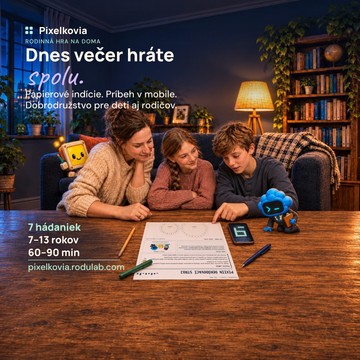 Pixelkovia
RODINNÁ HRA NA DOMA
Dnes večer hráte
spolu.
Papierové indície. Príbeh v mobile.
Dobrodružstvo pre deti aj rodičov.
7 hádaniek
7–13 rokov
60–90 min
pixelkovia.rodulab.com